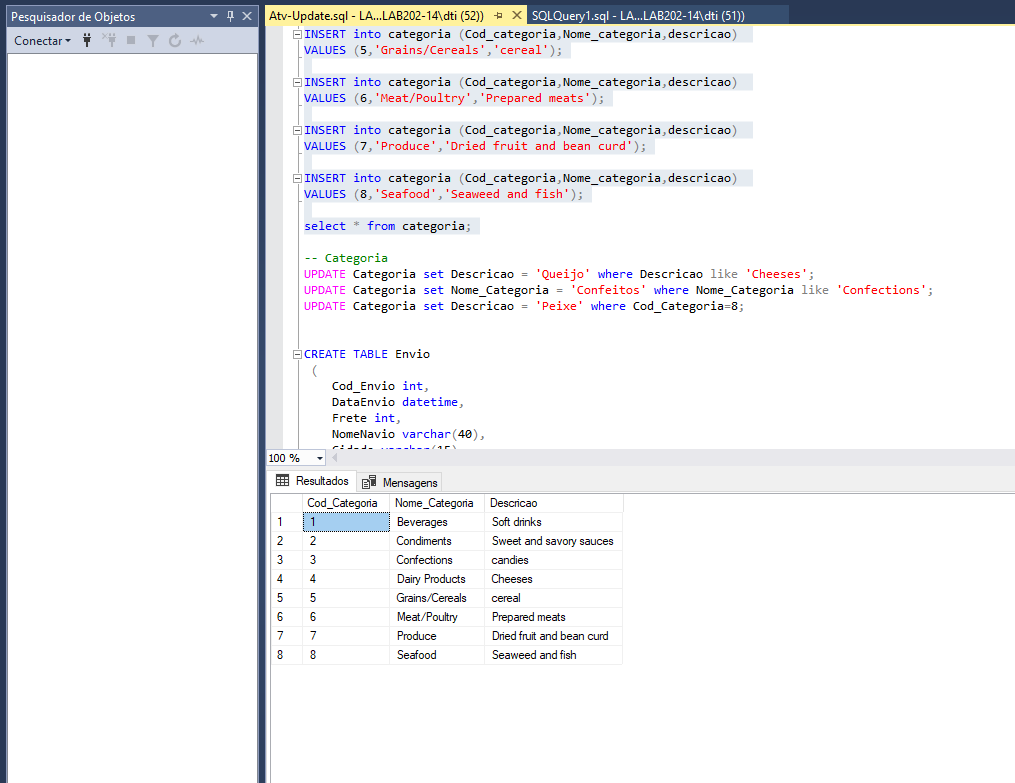 Pesquisador de Objetos
Conectar
Atv-Update.sql - LA...LAB202-14\dti (52))
SQLQuery1.sql - LA...LAB202-14\dti (51))
INSERT into categoria (Cod_categoria,Nome_categoria,descricao)
VALUES (5,'Grains/Cereals','cereal');
INSERT into categoria (Cod_categoria,Nome_categoria,descricao)
VALUES (6,'Meat/Poultry','Prepared meats');
INSERT into categoria (Cod_categoria,Nome_categoria,descricao)
VALUES (7,'Produce','Dried fruit and bean curd');
INSERT into categoria (Cod_categoria,Nome_categoria,descricao)
VALUES (8,'Seafood','Seaweed and fish');
select * from categoria;
-- Categoria
UPDATE Categoria set Descricao = 'Queijo' where Descricao like 'Cheeses';
UPDATE Categoria set Nome_Categoria = 'Confeitos' where Nome_Categoria like 'Confections';
UPDATE Categoria set Descricao = 'Peixe' where Cod_Categoria=8;
CREATE TABLE Envio
(
Cod_Envio int,
DataEnvio datetime,
Frete int,
NomeNavio varchar(40),
Cidade varchar(15)
100 %
Resultados Mensagens
Cod_Categoria Nome_Categoria Descricao
1 1 Beverages Soft drinks
2 2 Condiments Sweet and savory sauces
3 3 Confections candies
4 4 Dairy Products Cheeses
5 5 Grains/Cereals cereal
6 6 Meat/Poultry Prepared meats
7 7 Produce Dried fruit and bean curd
8 8 Seafood Seaweed and fish